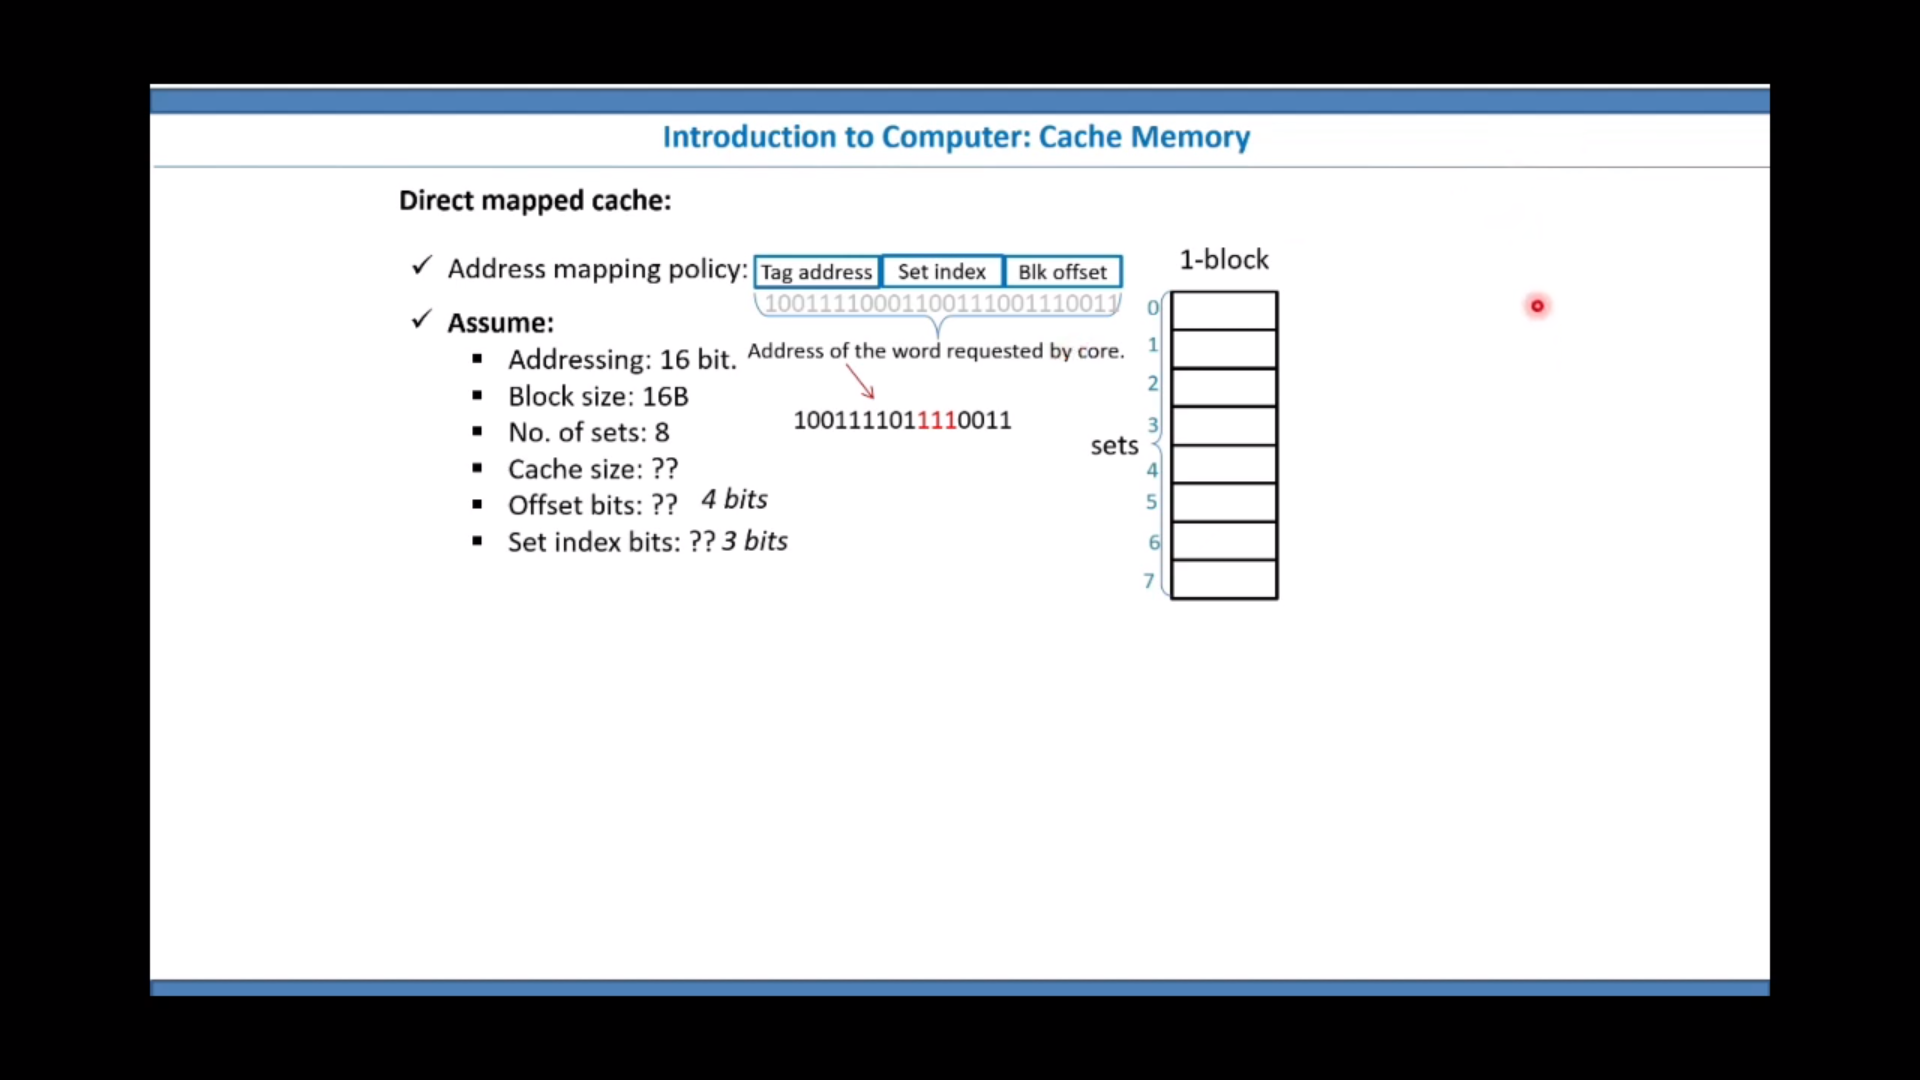 Introduction to Computer: Cache Memory
Direct mapped cache:
✓ Address mapping policy:
Tag address Set index Blk offset
10011110001100111001110011
Address of the word requested by core.
1001111011110011
✓ Assume:
▪ Addressing: 16 bit.
▪ Block size: 16B
▪ No. of sets: 8
▪ Cache size: ??
▪ Offset bits: ?? 4 bits
▪ Set index bits: ?? 3 bits
1-block
sets
0
1
2
3
4
5
6
7